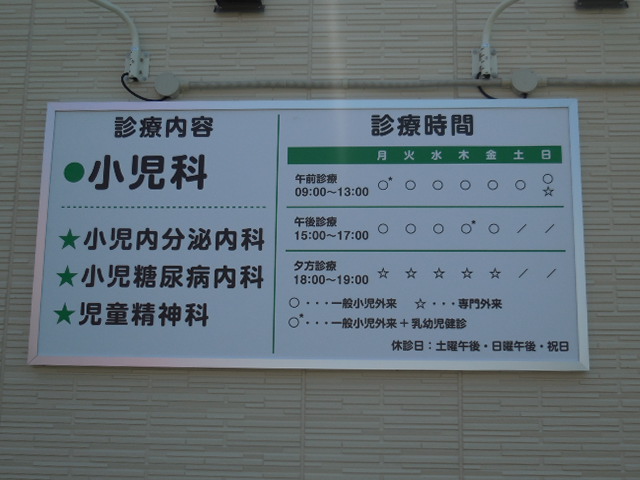 診療内容
●小児科
★小児内分泌内科
★小児糖尿病内科
★児童精神科
診療時間
月 火 水 木 金 土 日
午前診療
09:00～13:00 ○* ○ ○ ○ ○ ○ ○☆
午後診療
15:00～17:00 ○ ○ ○ ○* ○ ／ ／
夕方診療
18:00～19:00 ☆ ☆ ☆ ☆ ☆ ／ ／
○・・・一般小児外来 ☆・・・専門外来
○*・・・一般小児外来＋乳幼児健診
休診日：土曜午後・日曜午後・祝日